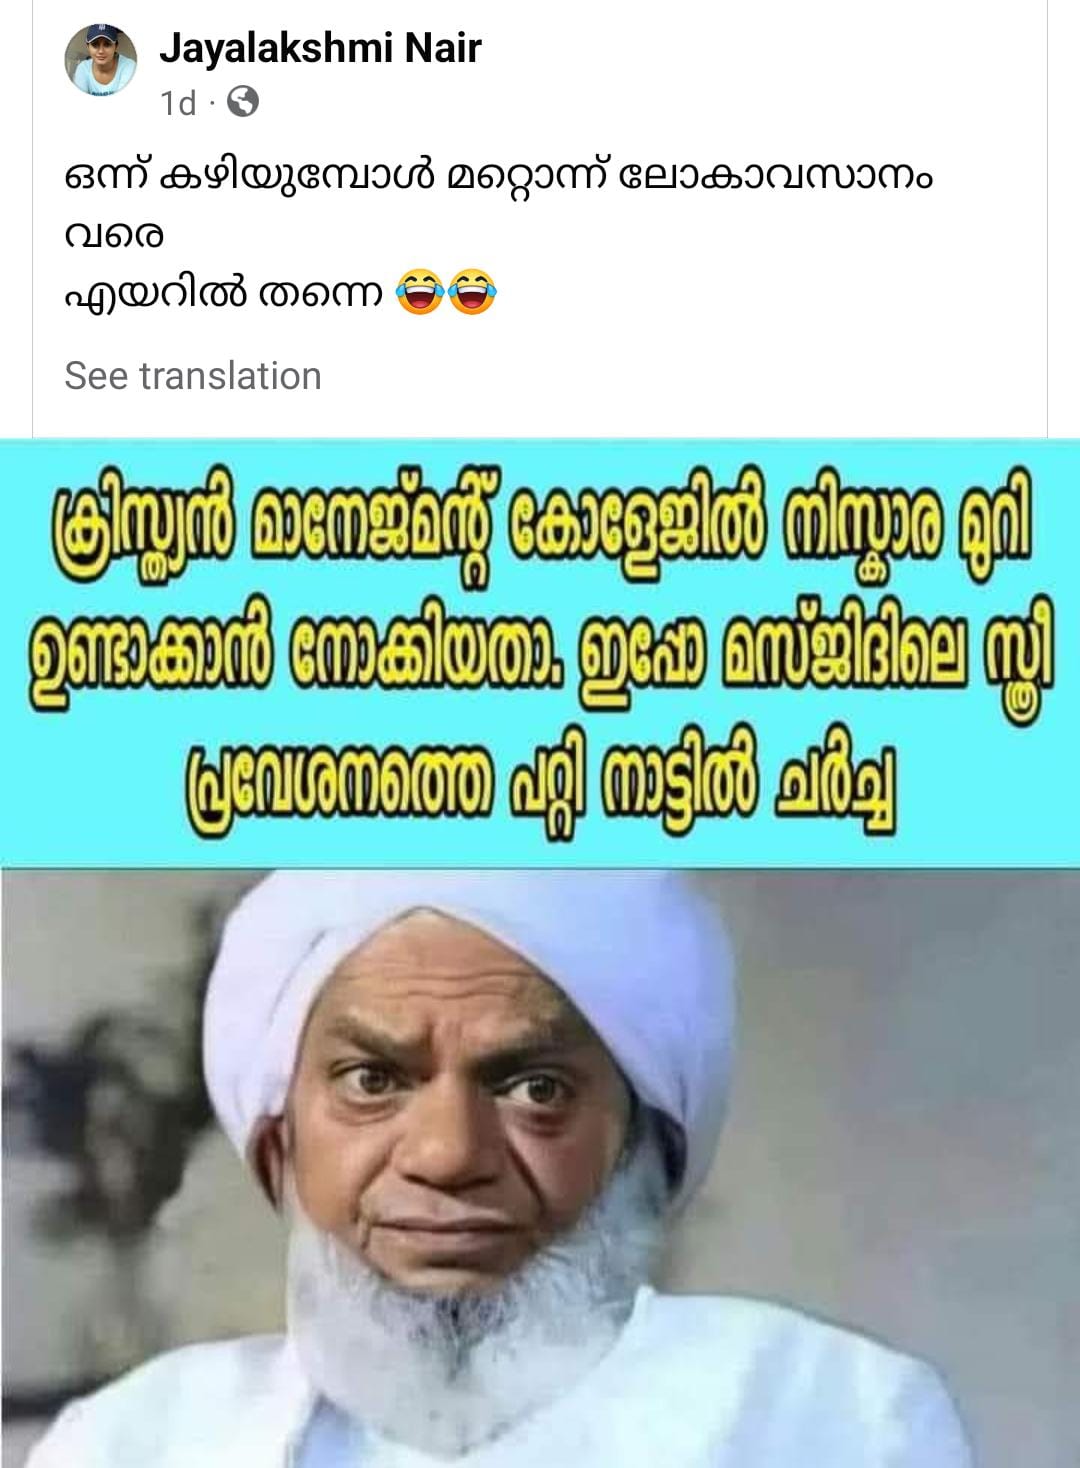 Jayalakshmi Nair
1d ·
ഒന്ന് കഴിയുമ്പോൾ മറ്റൊന്ന് ലോകാവസാനം
വരെ
എയറിൽ തന്നെ 😂😂
See translation
ക്രിസ്ത്യൻ മാനേജ്മന്റ് കോളേജിൽ നിസ്കാര മുറി
ഉണ്ടാക്കാൻ നോക്കിയതാ. ഇപ്പോ മസ്ജിദിലെ സ്ത്രീ
പ്രവേശനത്തെ പറ്റി നാട്ടിൽ ചർച്ച